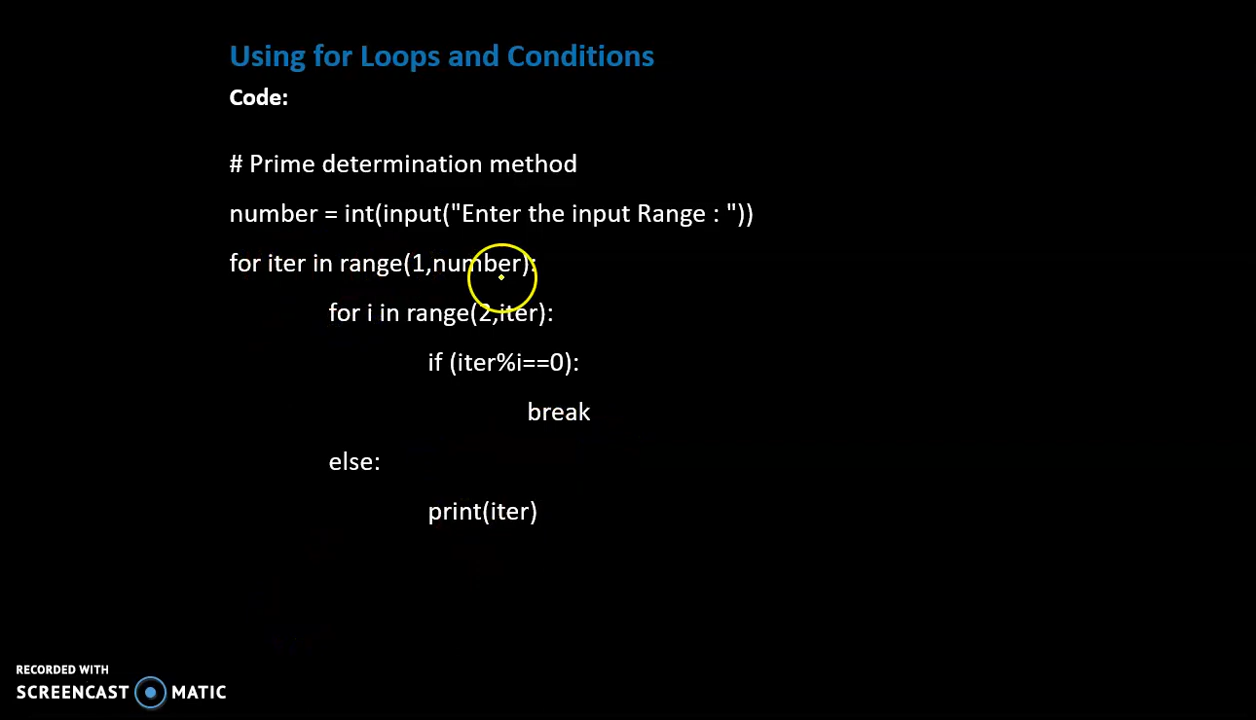 Using for Loops and Conditions
Code:
# Prime determination method
number = int(input("Enter the input Range : "))
for iter in range(1,number):
for i in range(2,iter):
if (iter%i==0):
break
else:
print(iter)
RECORDED WITH
SCREENCAST MATIC